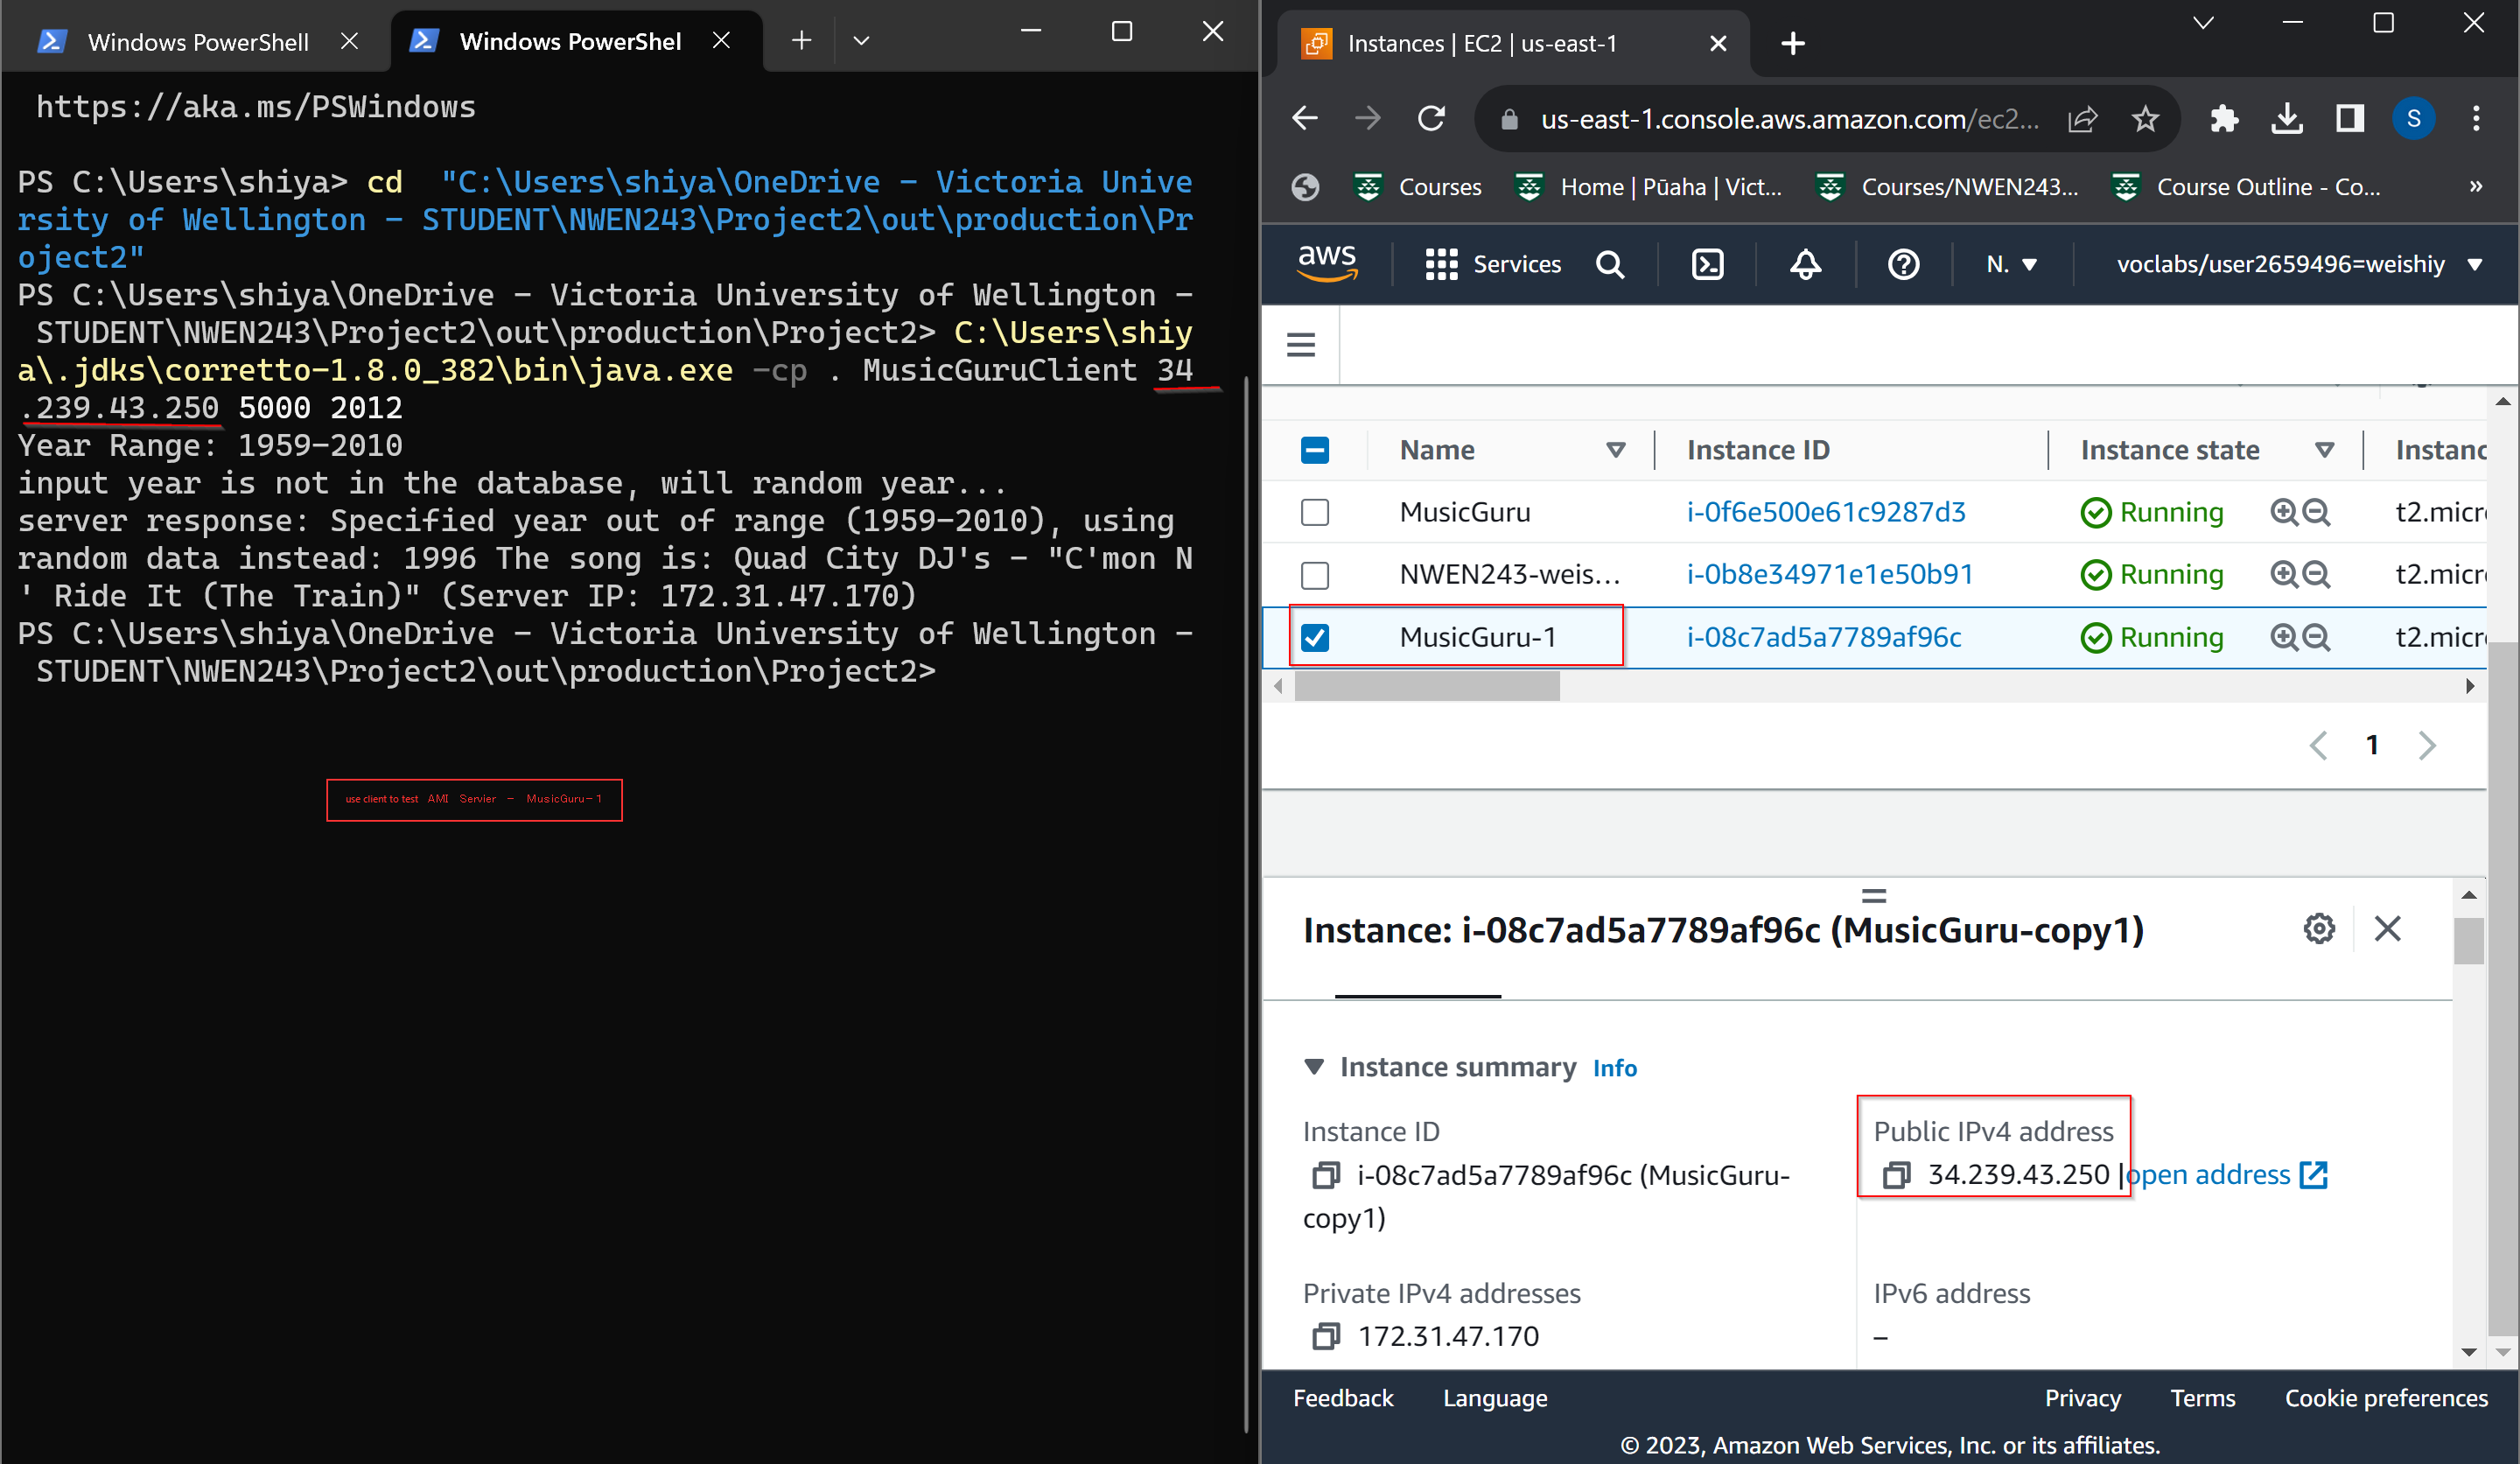 Windows PowerShell
Windows PowerShel
https://aka.ms/PSWindows
PS C:\Users\shiya> cd  "C:\Users\shiya\OneDrive - Victoria Unive
rsity of Wellington - STUDENT\NWEN243\Project2\out\production\Pr
oject2"
PS C:\Users\shiya\OneDrive - Victoria University of Wellington -
STUDENT\NWEN243\Project2\out\production\Project2> C:\Users\shiy
a\.jdks\corretto-1.8.0_382\bin\java.exe -cp . MusicGuruClient 34
.239.43.250 5000 2012
Year Range: 1959-2010
input year is not in the database, will random year...
server response: Specified year out of range (1959-2010), using
random data instead: 1996 The song is: Quad City DJ's - "C'mon N
' Ride It (The Train)" (Server IP: 172.31.47.170)
PS C:\Users\shiya\OneDrive - Victoria University of Wellington -
STUDENT\NWEN243\Project2\out\production\Project2>
use client to test AMI Servier - MusicGuru-1
Instances | EC2 | us-east-1
us-east-1.console.aws.amazon.com/ec2...
S
Courses
Home | Pūaha | Vict...
Courses/NWEN243...
Course Outline - Co...
»
aws
Services
N.
voclabs/user2659496=weishiy
Name Instance ID Instance state Instanc
MusicGuru i-0f6e500e61c9287d3 Running t2.micr
NWEN243-weis... i-0b8e34971e1e50b91 Running t2.micr
MusicGuru-1 i-08c7ad5a7789af96c Running t2.micr
1
Instance: i-08c7ad5a7789af96c (MusicGuru-copy1)
Instance summary Info
Instance ID
i-08c7ad5a7789af96c (MusicGuru-
copy1)
Public IPv4 address
34.239.43.250 |open address
Private IPv4 addresses
172.31.47.170
IPv6 address
–
Feedback Language Privacy Terms Cookie preferences
© 2023, Amazon Web Services, Inc. or its affiliates.